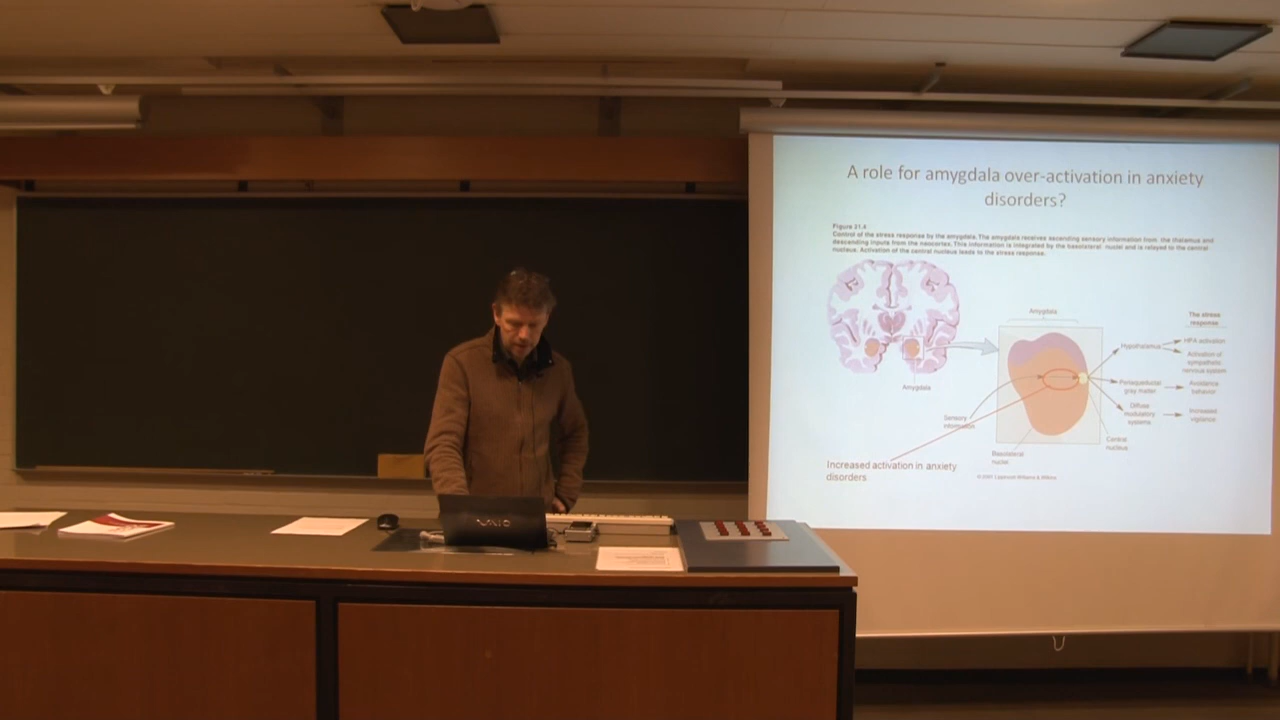 A role for amygdala over-activation in anxiety
disorders?
Figure 21.4
Control of the stress response by the amygdala. The amygdala receives ascending sensory information from the thalamus and
descending inputs from the neocortex. This information is integrated by the basolateral nuclei and is relayed to the central
nucleus. Activation of the central nucleus leads to the stress response.
Amygdala
The stress
response
Hypothalamus
HPA activation
Activation of
sympathetic
nervous system
Amygdala
Periaqueductal
gray matter
Avoidance
behavior
Diffuse
modulatory
systems
Increased
vigilance
Sensory
information
Central
nucleus
Basolateral
nuclei
Increased activation in anxiety
disorders
Lippincott Williams & Wilkins
VAIO